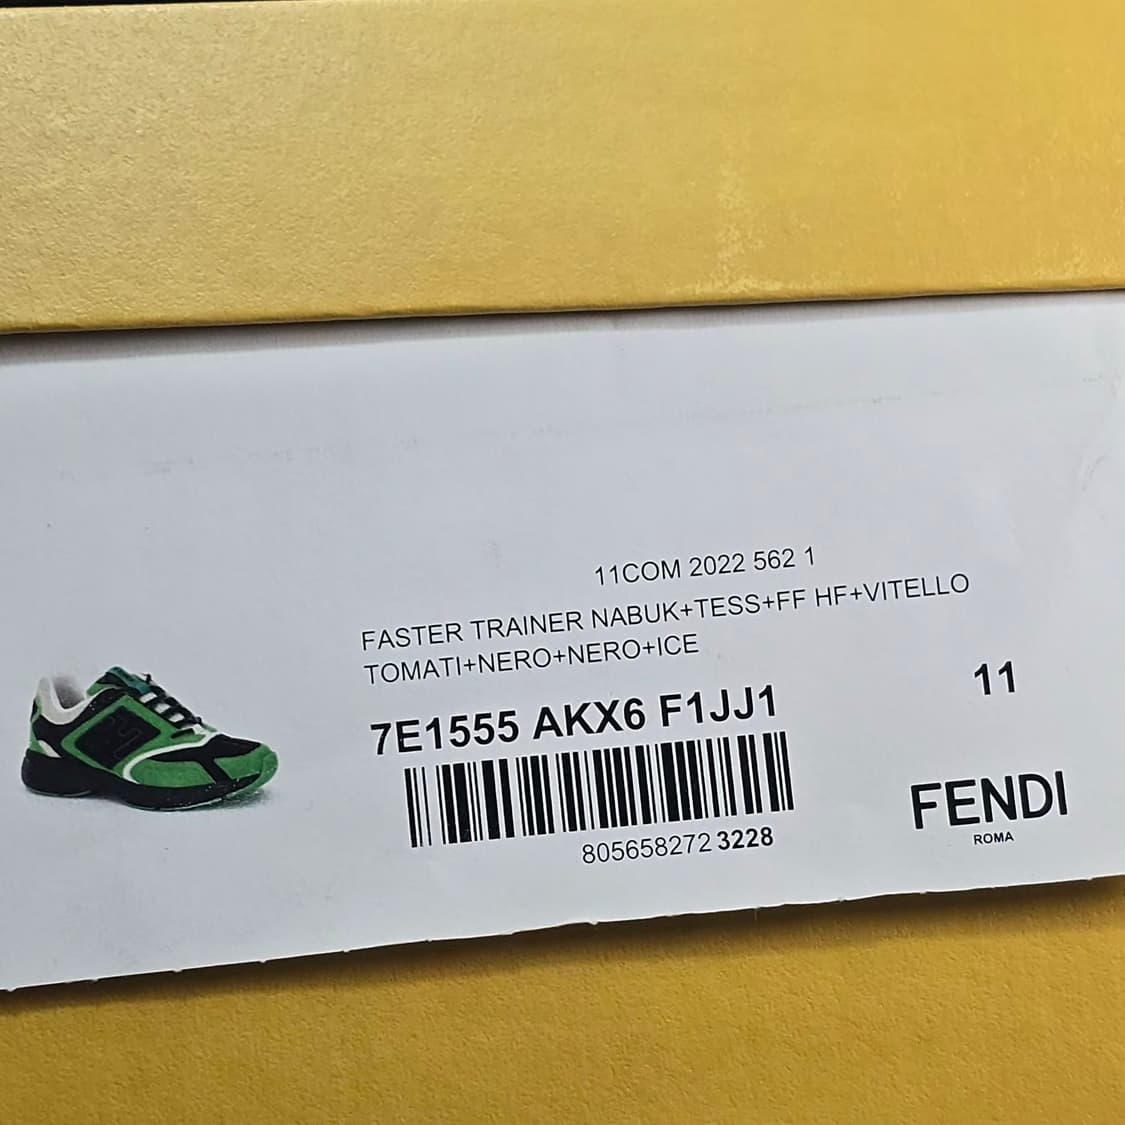 11COM 2022 562 1
FASTER TRAINER NABUK+TESS+FF HF+VITELLO
TOMATI+NERO+NERO+ICE
7E1555 AKX6 F1JJ1
11
805658272 3228
FENDI
ROMA